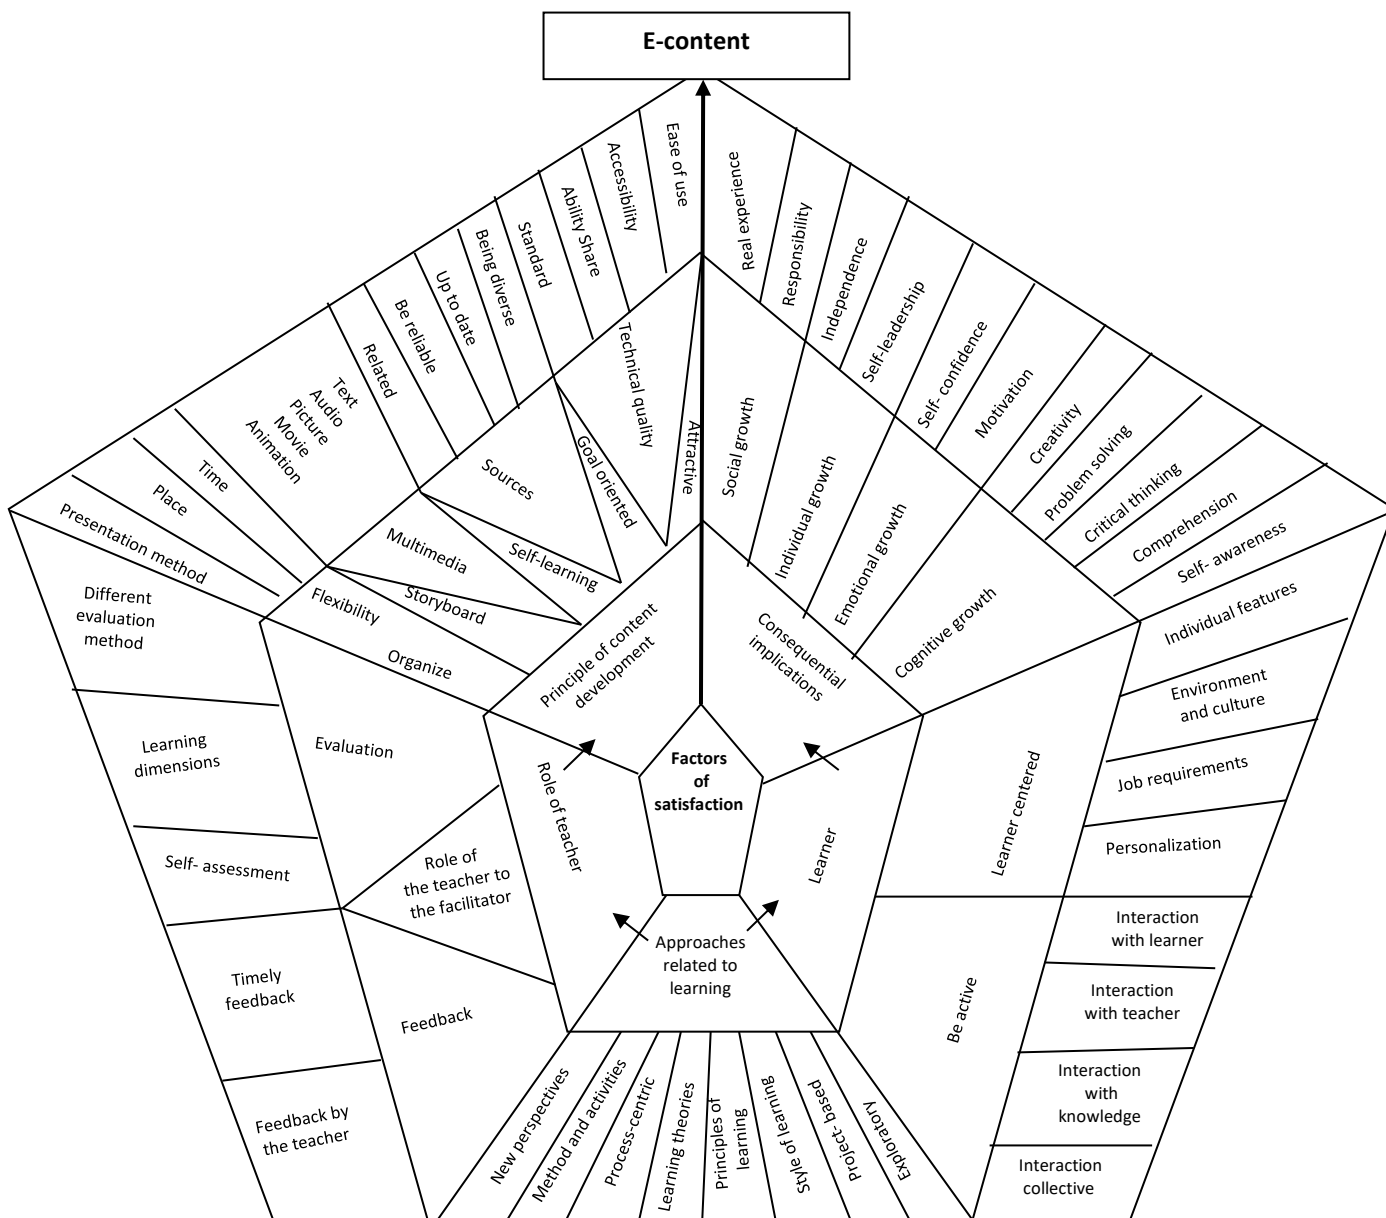 E-content
Ease of use
Accessibility
Ability Share
Standard
Being diverse
Up to date
Be reliable
Related
Text
Audio
Picture
Movie
Animation
Time
Place
Presentation method
Real experience
Responsibility
Independence
Self-leadership
Self- confidence
Motivation
Creativity
Problem solving
Critical thinking
Comprehension
Self- awareness
Technical quality
Attractive
Goal oriented
Sources
Self-learning
Multimedia
Storyboard
Flexibility
Organize
Social growth
Individual growth
Emotional growth
Cognitive growth
Principle of content
development
Consequential
implications
Factors
of
satisfaction
Role of teacher
Learner
Approaches
related to
learning
Different
evaluation
method
Learning
dimensions
Self- assessment
Timely
feedback
Feedback by
the teacher
Evaluation
Role of
the teacher to
the facilitator
Feedback
Learner centered
Be active
Individual features
Environment
and culture
Job requirements
Personalization
Interaction
with learner
Interaction
with teacher
Interaction
with
knowledge
Interaction
collective
New perspectives
Method and activities
Process-centric
Learning theories
Principles of
learning
Style of learning
Project- based
Exploratory